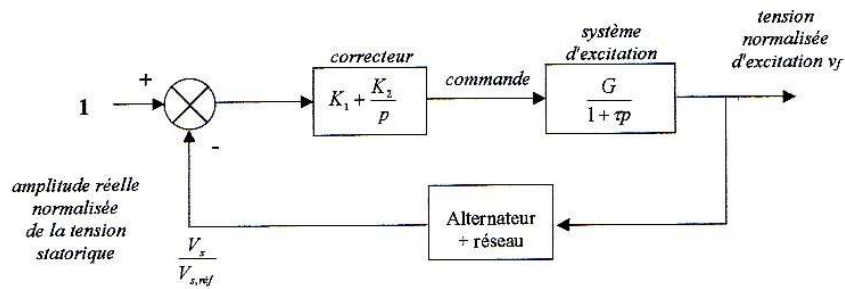 tension
normalisée
d'excitation v_f
système
d'excitation
correcteur
commande
+
1
K_1 + K_2/p
G/(1 + τp)
-
amplitude réelle
normalisée
de la tension
statorique
V_s/V_{s,réf}
Alternateur
+ réseau